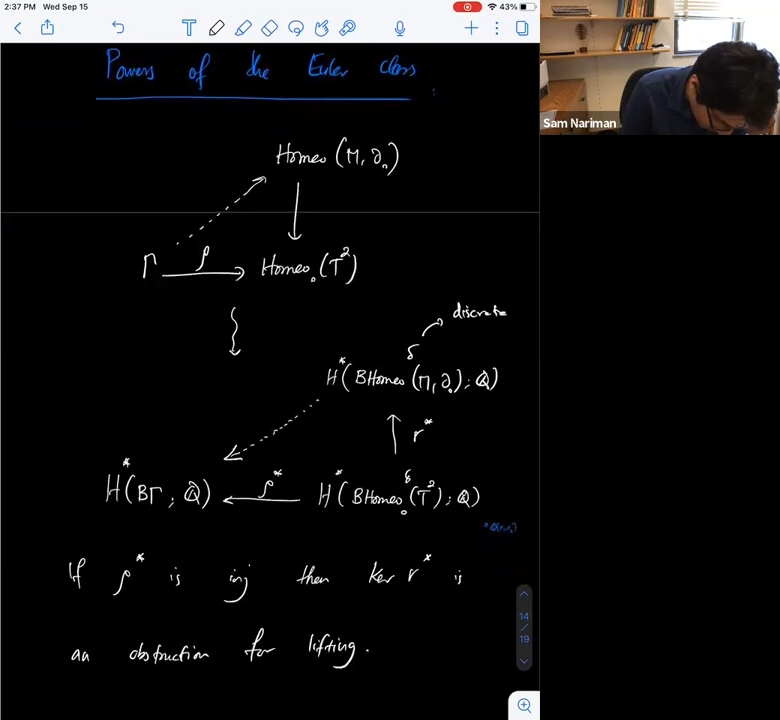 2:37 PM Wed Sep 15
43%
Powers of the Euler class
Homeo (M, ∂₀)
Γ ρ Homeo₀(T²)
discrete
H*(BHomeo^δ(M, ∂₀); Q)
r*
H*(BΓ; Q) ρ* H*(BHomeo₀^δ(T²); Q)
If ρ* is inj then Ker r* is
an obstruction for lifting.
14
/
19
Sam Nariman